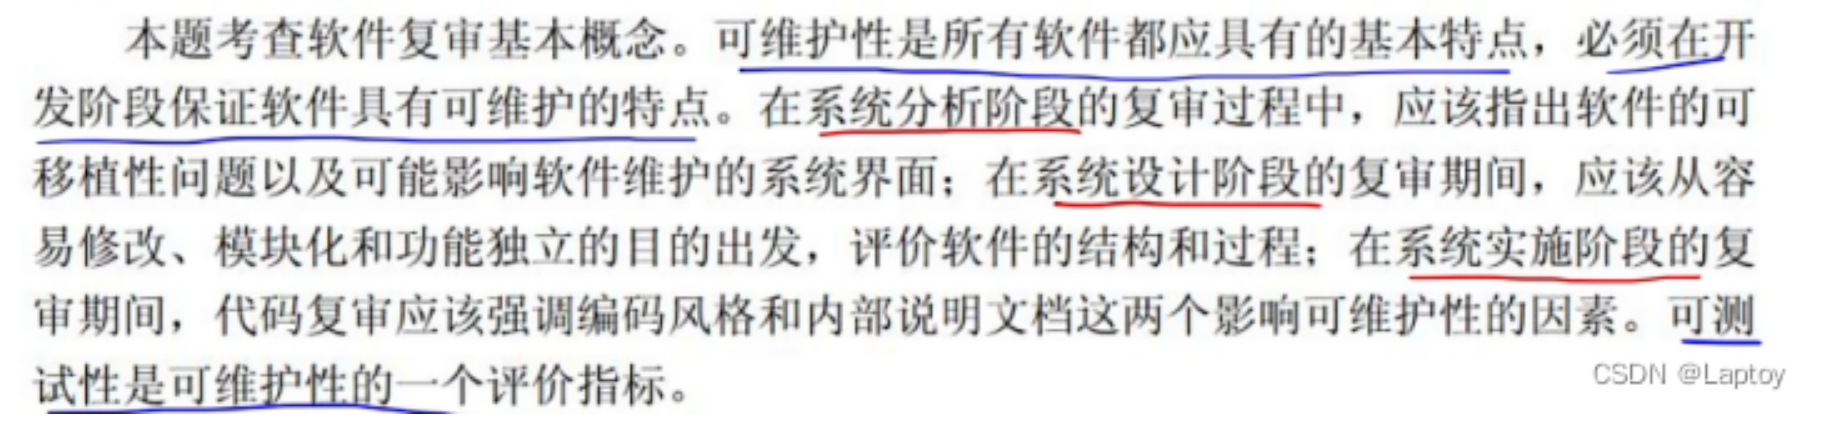 本题考查软件复审基本概念。可维护性是所有软件都应具有的基本特点，必须在开
发阶段保证软件具有可维护的特点。在系统分析阶段的复审过程中，应该指出软件的可
移植性问题以及可能影响软件维护的系统界面；在系统设计阶段的复审期间，应该从容
易修改、模块化和功能独立的目的出发，评价软件的结构和过程；在系统实施阶段的复
审期间，代码复审应该强调编码风格和内部说明文档这两个影响可维护性的因素。可测
试性是可维护性的一个评价指标。
CSDN @Laptoy